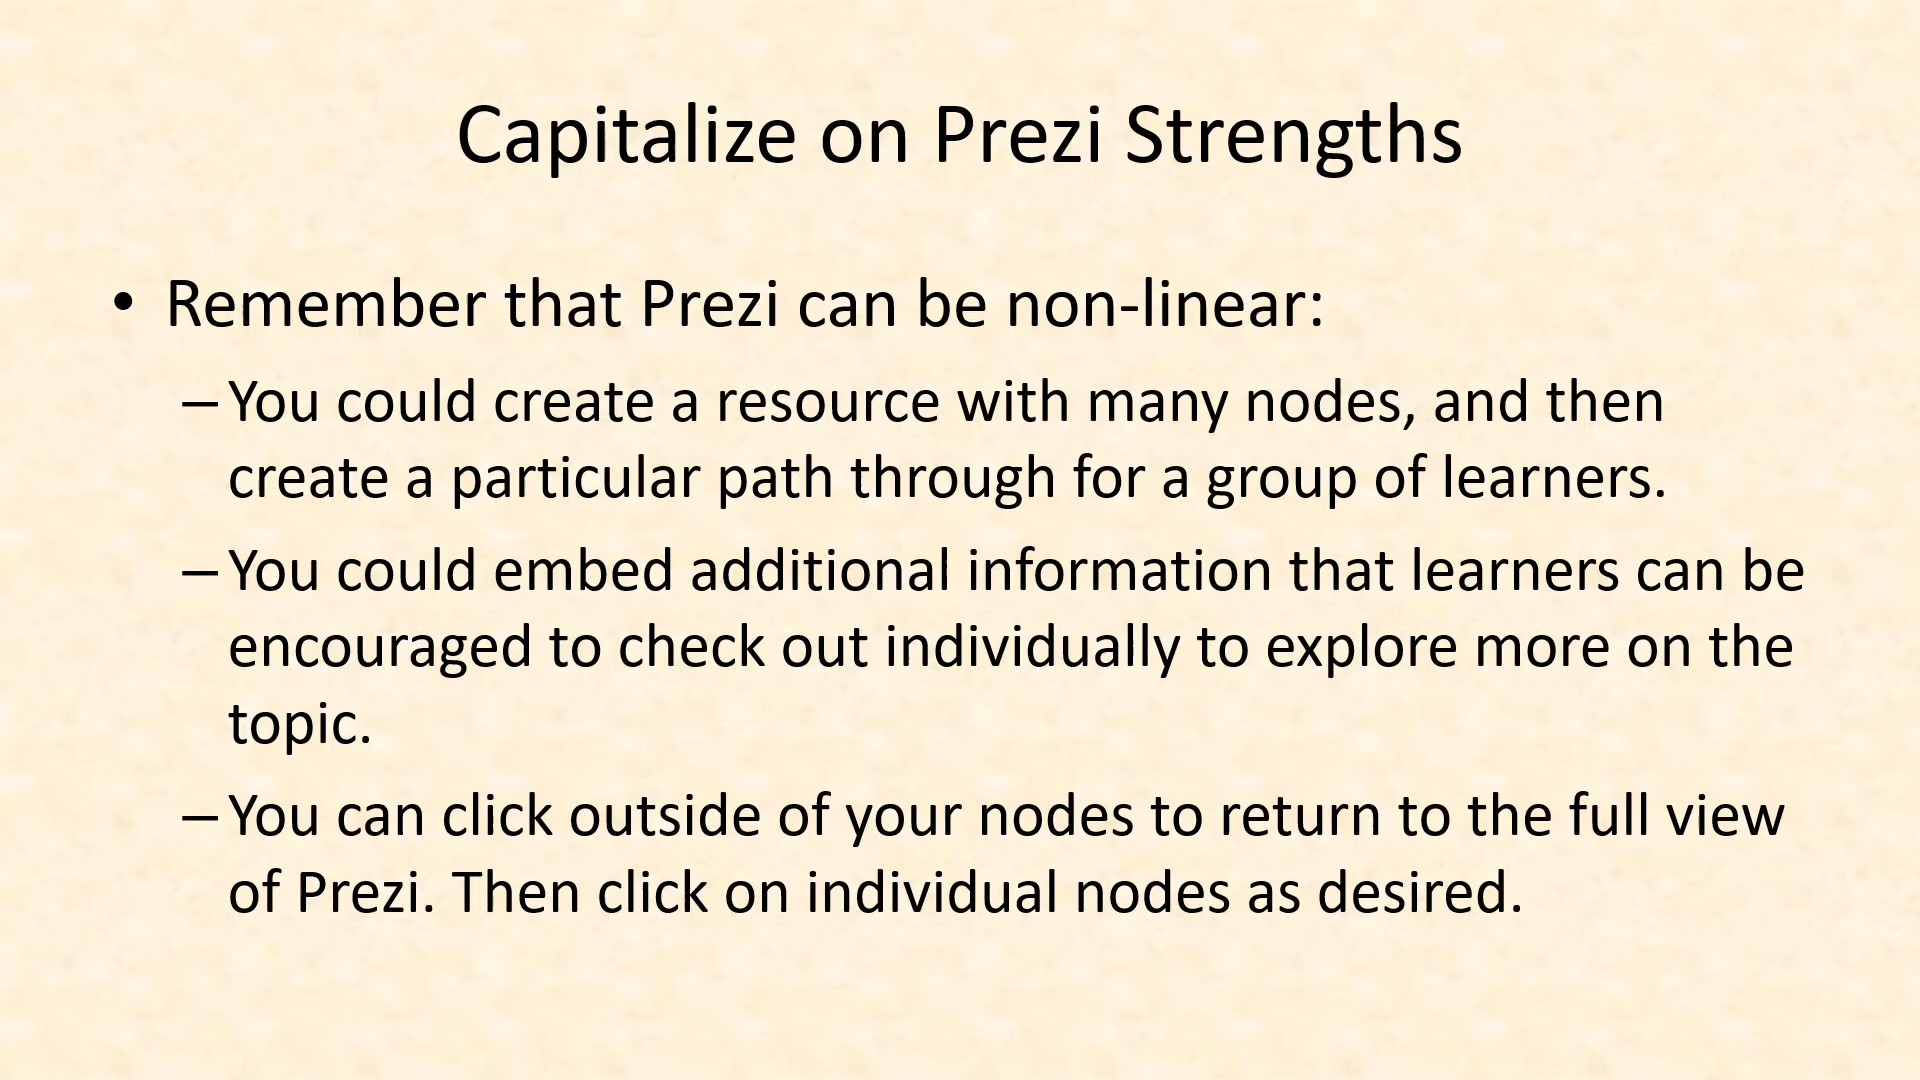 Capitalize on Prezi Strengths
• Remember that Prezi can be non-linear:
– You could create a resource with many nodes, and then
create a particular path through for a group of learners.
– You could embed additional information that learners can be
encouraged to check out individually to explore more on the
topic.
– You can click outside of your nodes to return to the full view
of Prezi. Then click on individual nodes as desired.